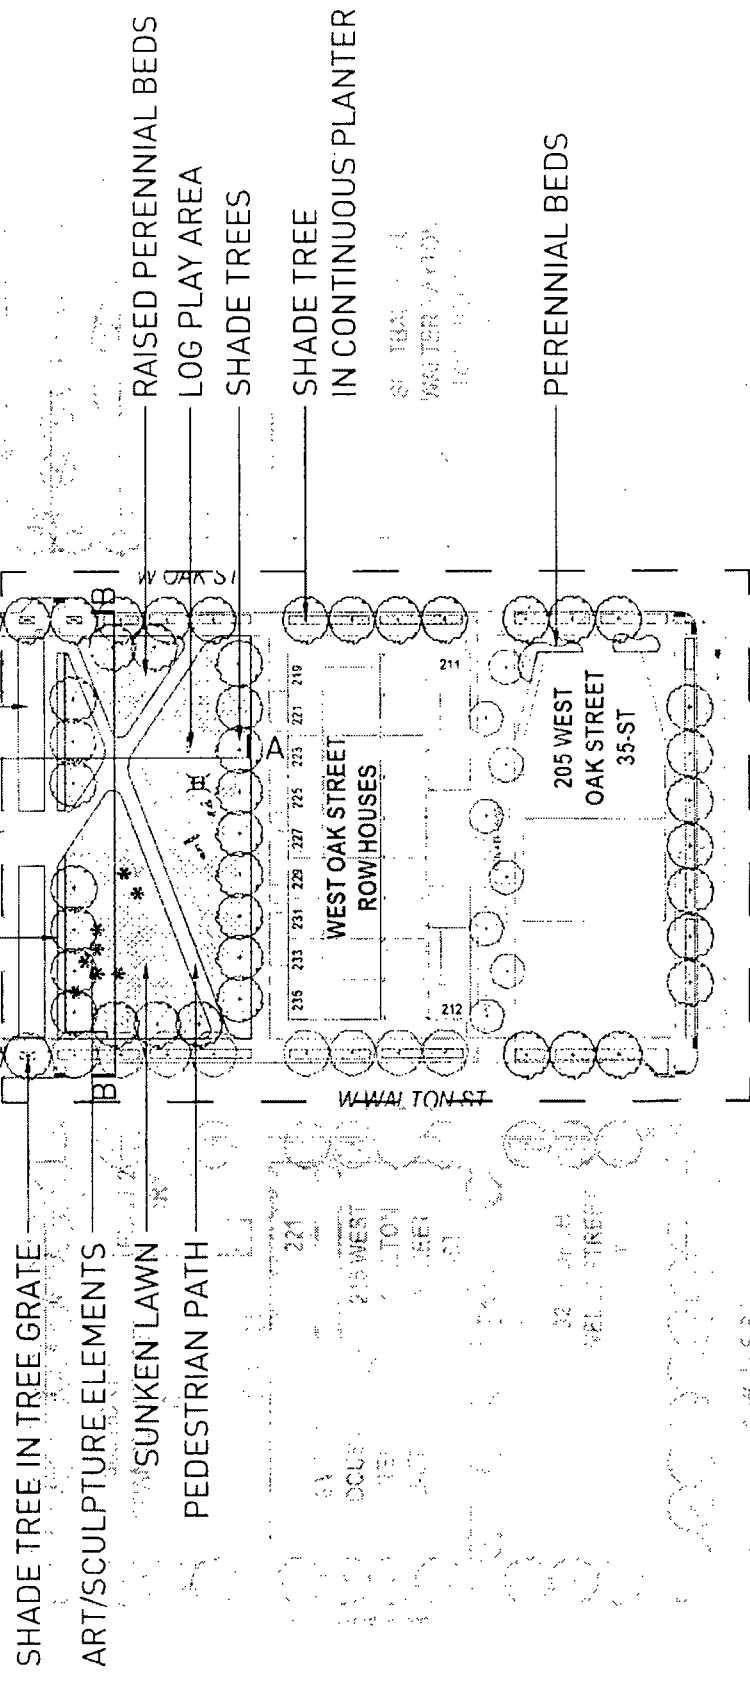 RAISED PERENNIAL BEDS
LOG PLAY AREA
SHADE TREES
SHADE TREE
IN CONTINUOUS PLANTER
PERENNIAL BEDS
W OAK ST
B
A
219
221
223
225
227
229
231
233
235
211
212
WEST OAK STREET
ROW HOUSES
205 WEST
OAK STREET
35-ST
B
W WALTON ST
SHADE TREE IN TREE GRATE
ART/SCULPTURE ELEMENTS
SUNKEN LAWN
PEDESTRIAN PATH
221